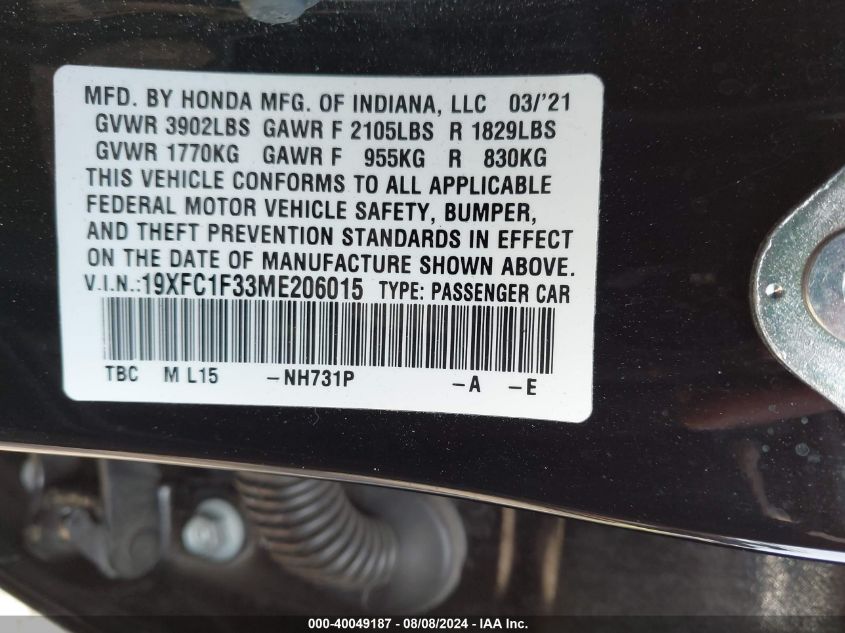 MFD. BY HONDA MFG. OF INDIANA, LLC 03/'21
GVWR 3902LBS GAWR F 2105LBS R 1829LBS
GVWR 1770KG GAWR F 955KG R 830KG
THIS VEHICLE CONFORMS TO ALL APPLICABLE
FEDERAL MOTOR VEHICLE SAFETY, BUMPER,
AND THEFT PREVENTION STANDARDS IN EFFECT
ON THE DATE OF MANUFACTURE SHOWN ABOVE.
V.I.N.:19XFC1F33ME206015 TYPE: PASSENGER CAR
TBC M L15 -NH731P -A -E
000-40049187 - 08/08/2024 - IAA Inc.